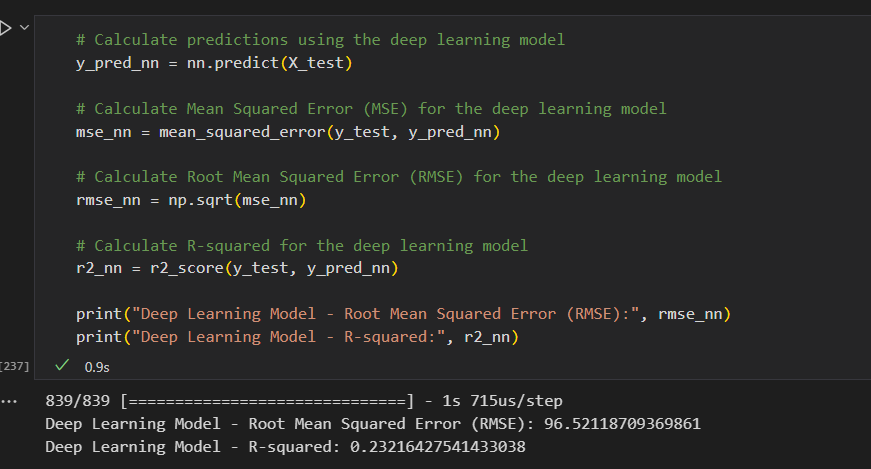 # Calculate predictions using the deep learning model
y_pred_nn = nn.predict(X_test)
# Calculate Mean Squared Error (MSE) for the deep learning model
mse_nn = mean_squared_error(y_test, y_pred_nn)
# Calculate Root Mean Squared Error (RMSE) for the deep learning model
rmse_nn = np.sqrt(mse_nn)
# Calculate R-squared for the deep learning model
r2_nn = r2_score(y_test, y_pred_nn)
print("Deep Learning Model - Root Mean Squared Error (RMSE):", rmse_nn)
print("Deep Learning Model - R-squared:", r2_nn)
[237] 0.9s
... 839/839 [==============================] - 1s 715us/step
Deep Learning Model - Root Mean Squared Error (RMSE): 96.52118709369861
Deep Learning Model - R-squared: 0.23216427541433038